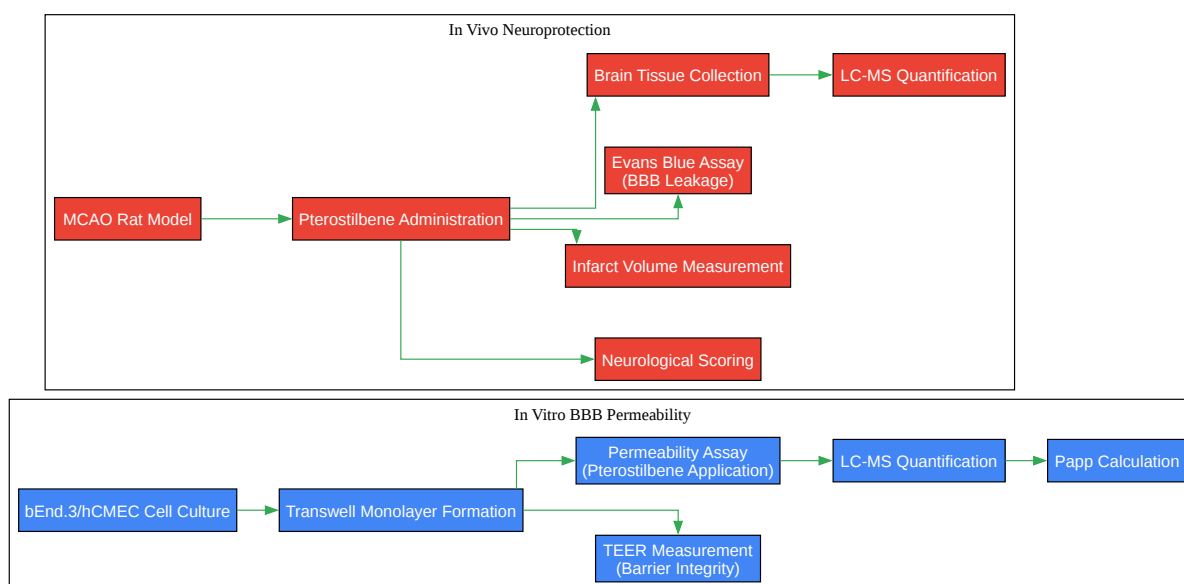 In Vivo Neuroprotection
Brain Tissue Collection
LC-MS Quantification
Evans Blue Assay
(BBB Leakage)
MCAO Rat Model
Pterostilbene Administration
Infarct Volume Measurement
Neurological Scoring
In Vitro BBB Permeability
Permeability Assay
(Pterostilbene Application)
LC-MS Quantification
Papp Calculation
bEnd.3/hCMEC Cell Culture
Transwell Monolayer Formation
TEER Measurement
(Barrier Integrity)